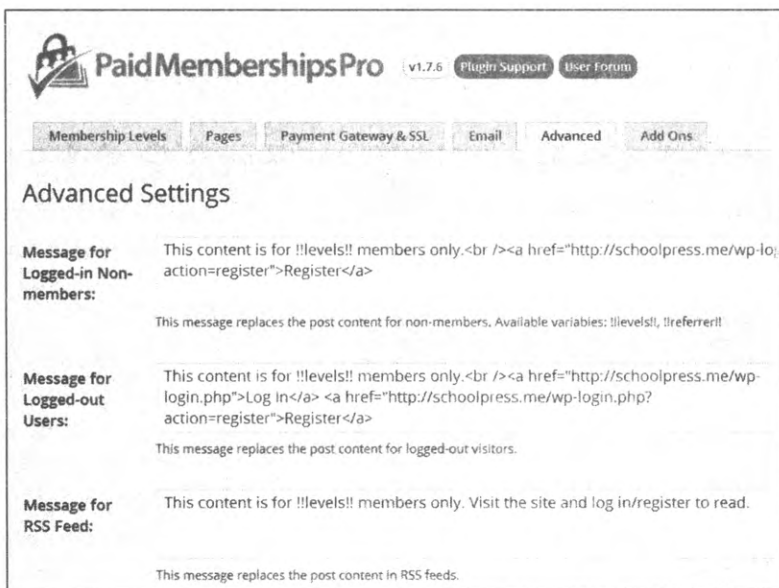 PaidMembershipsPro v1.7.6 Plugin Support User Forum
Membership Levels Pages Payment Gateway & SSL Email Advanced Add Ons
Advanced Settings
Message for
Logged-in Non-
members:
This content is for !!levels!! members only.<br /><a href="http://schoolpress.me/wp-log
action=register">Register</a>
This message replaces the post content for non-members. Available variables: !!levels!!, !!referrer!!
Message for
Logged-out
Users:
This content is for !!levels!! members only.<br /><a href="http://schoolpress.me/wp-
login.php">Log in</a> <a href="http://schoolpress.me/wp-login.php?
action=register">Register</a>
This message replaces the post content for logged-out visitors.
Message for
RSS Feed:
This content is for !!levels!! members only. Visit the site and log in/register to read.
This message replaces the post content in RSS feeds.